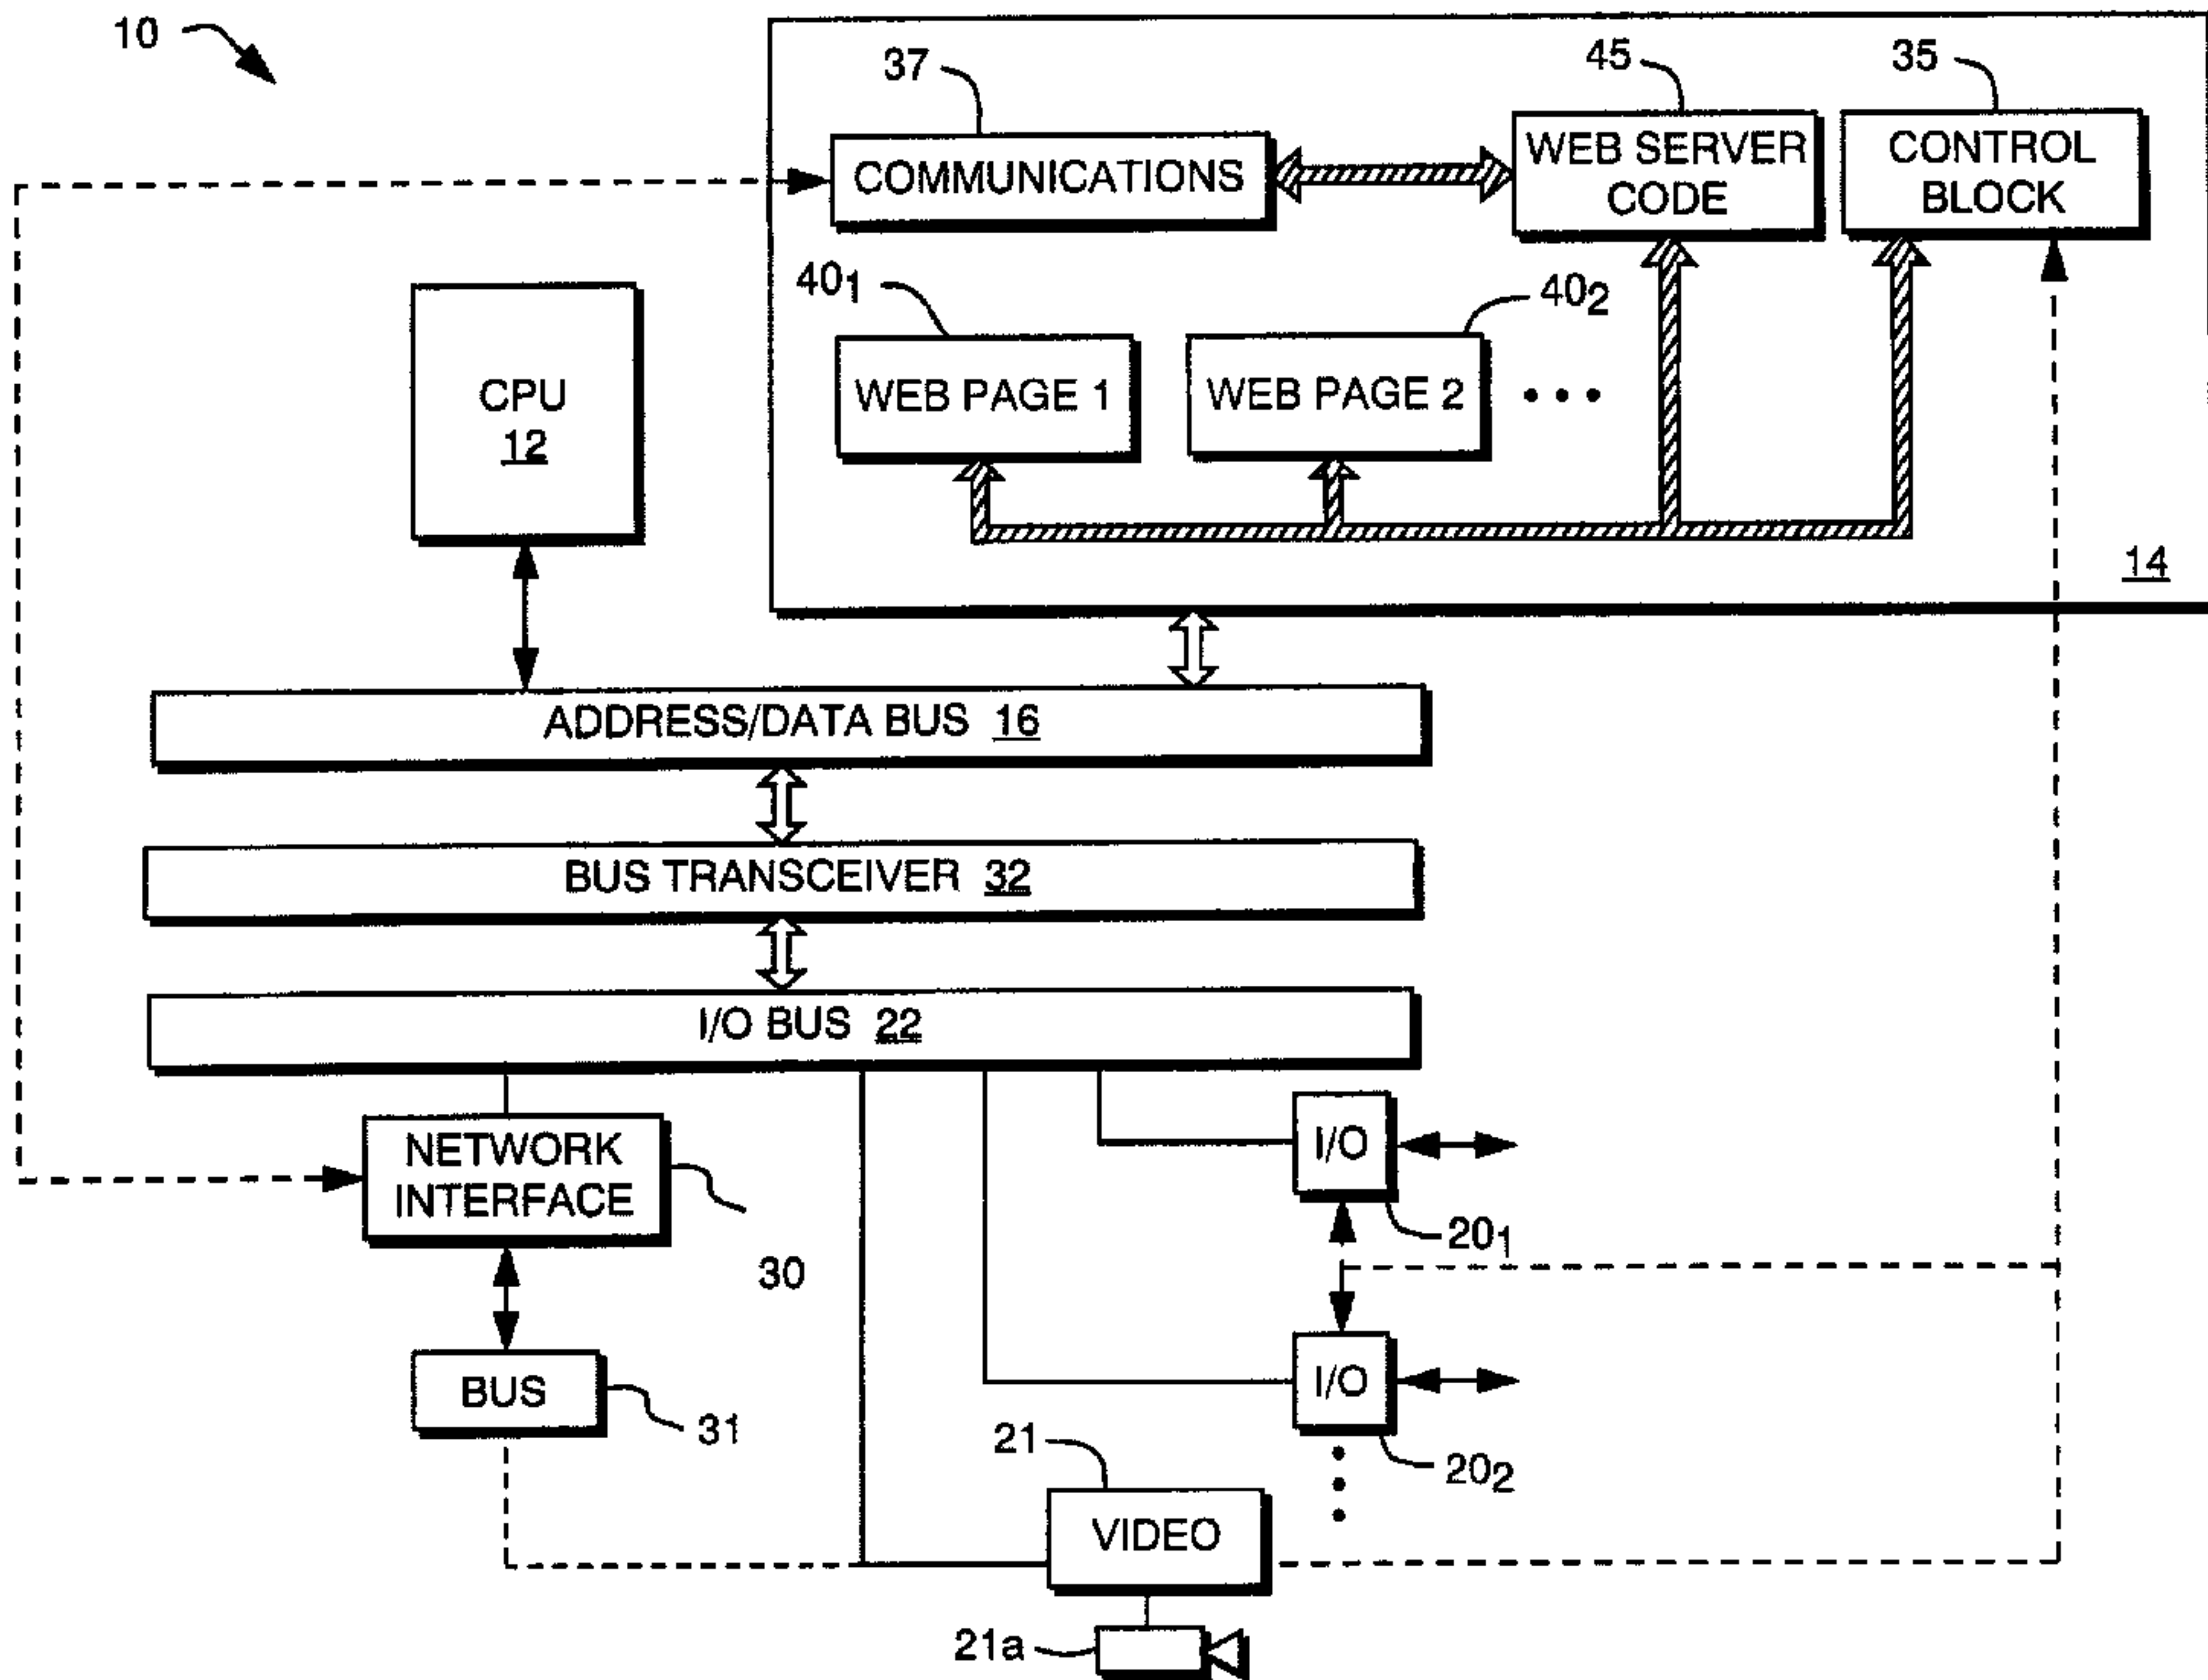 10
37
45
35
COMMUNICATIONS
WEB SERVER
CODE
CONTROL
BLOCK
40₁
40₂
CPU
12
WEB PAGE 1
WEB PAGE 2
14
ADDRESS/DATA BUS 16
BUS TRANSCEIVER 32
I/O BUS 22
NETWORK
INTERFACE
I/O
20₁
30
BUS
31
I/O
20₂
21
VIDEO
21a